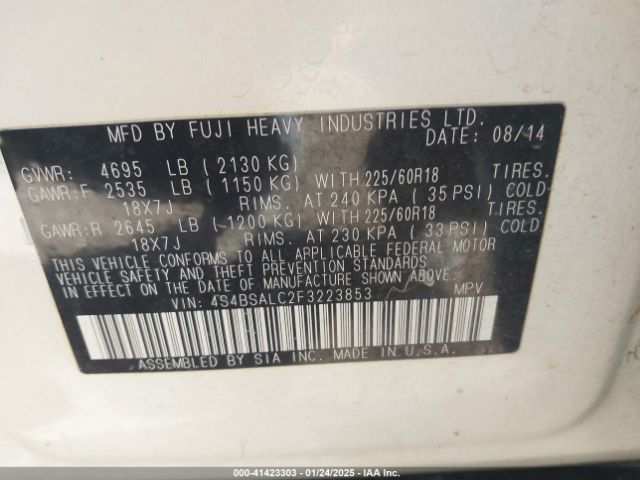 MFD BY FUJI HEAVY INDUSTRIES LTD.
DATE: 08/14
GVWR: 4695 LB (2130 KG)
GAWR:F 2535 LB (1150 KG) WITH 225/60R18 TIRES.
18X7J RIMS. AT 240 KPA (35 PSI) COLD
GAWR:R 2645 LB (1200 KG) WITH 225/60R18 TIRES.
18X7J RIMS. AT 230 KPA (33 PSI) COLD
THIS VEHICLE CONFORMS TO ALL APPLICABLE FEDERAL MOTOR
VEHICLE SAFETY AND THEFT PREVENTION STANDARDS
IN EFFECT ON THE DATE OF MANUFACTURE SHOWN ABOVE.
VIN: 4S4BSALC2F3223853 MPV
ASSEMBLED BY SIA INC. MADE IN U.S.A.
000-41423303 - 01/24/2025 - IAA Inc.